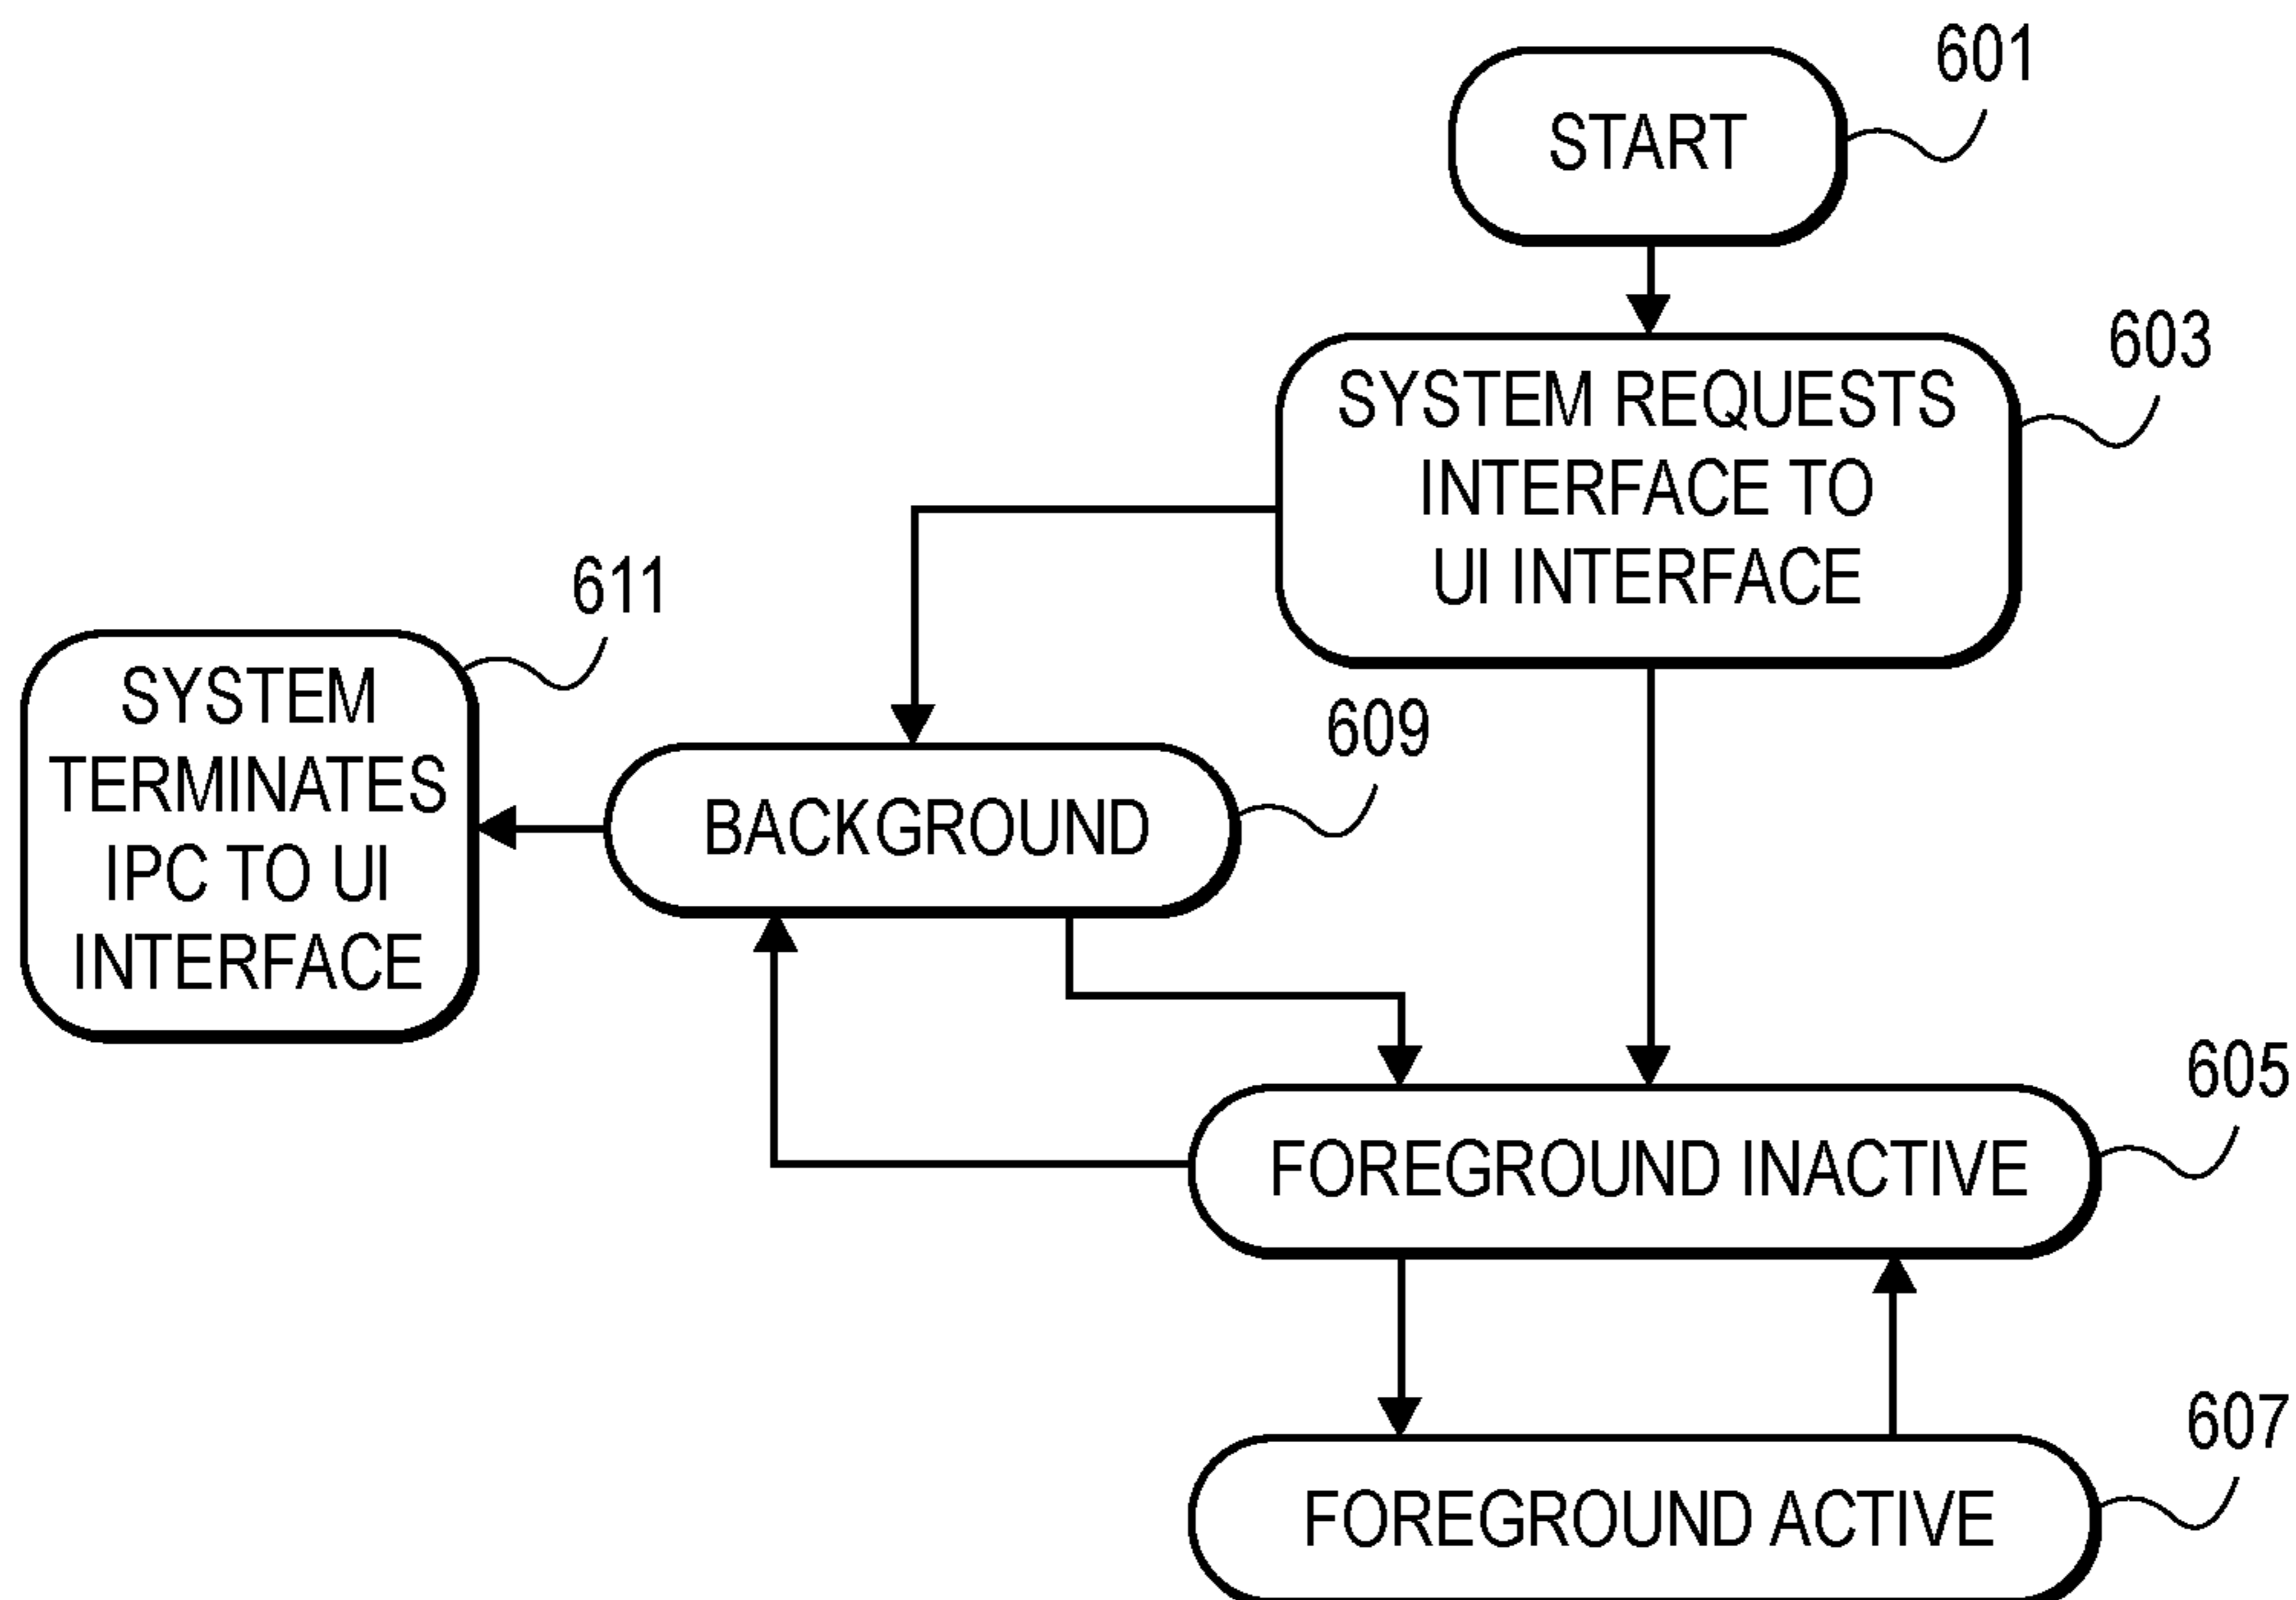 601
START
603
SYSTEM REQUESTS
INTERFACE TO
UI INTERFACE
611
SYSTEM
TERMINATES
IPC TO UI
INTERFACE
609
BACKGROUND
605
FOREGROUND INACTIVE
607
FOREGROUND ACTIVE